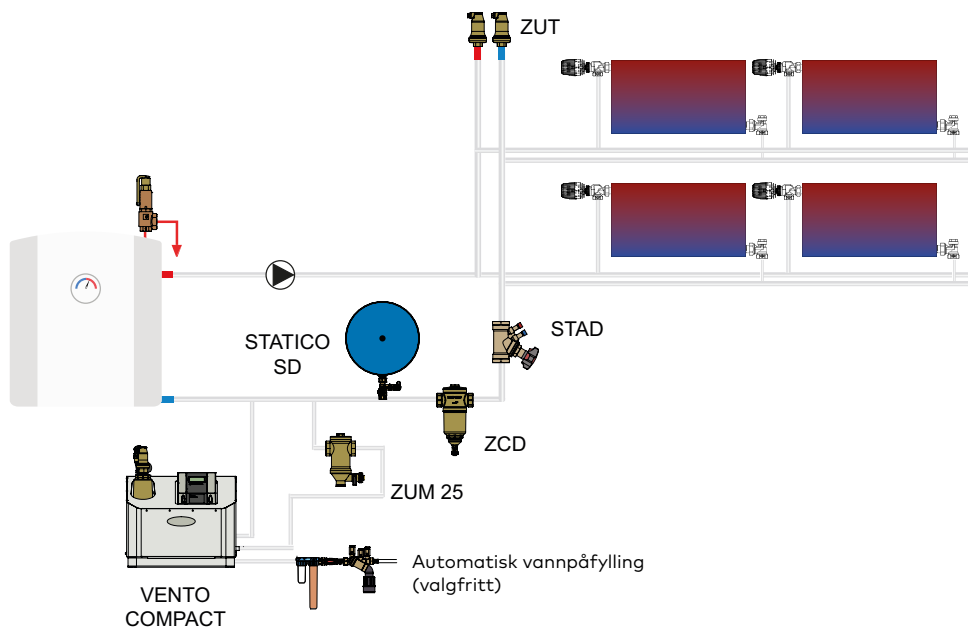 ZUT
STATICO
SD
STAD
ZCD
ZUM 25
Automatisk vannpåfylling
(valgfritt)
VENTO
COMPACT